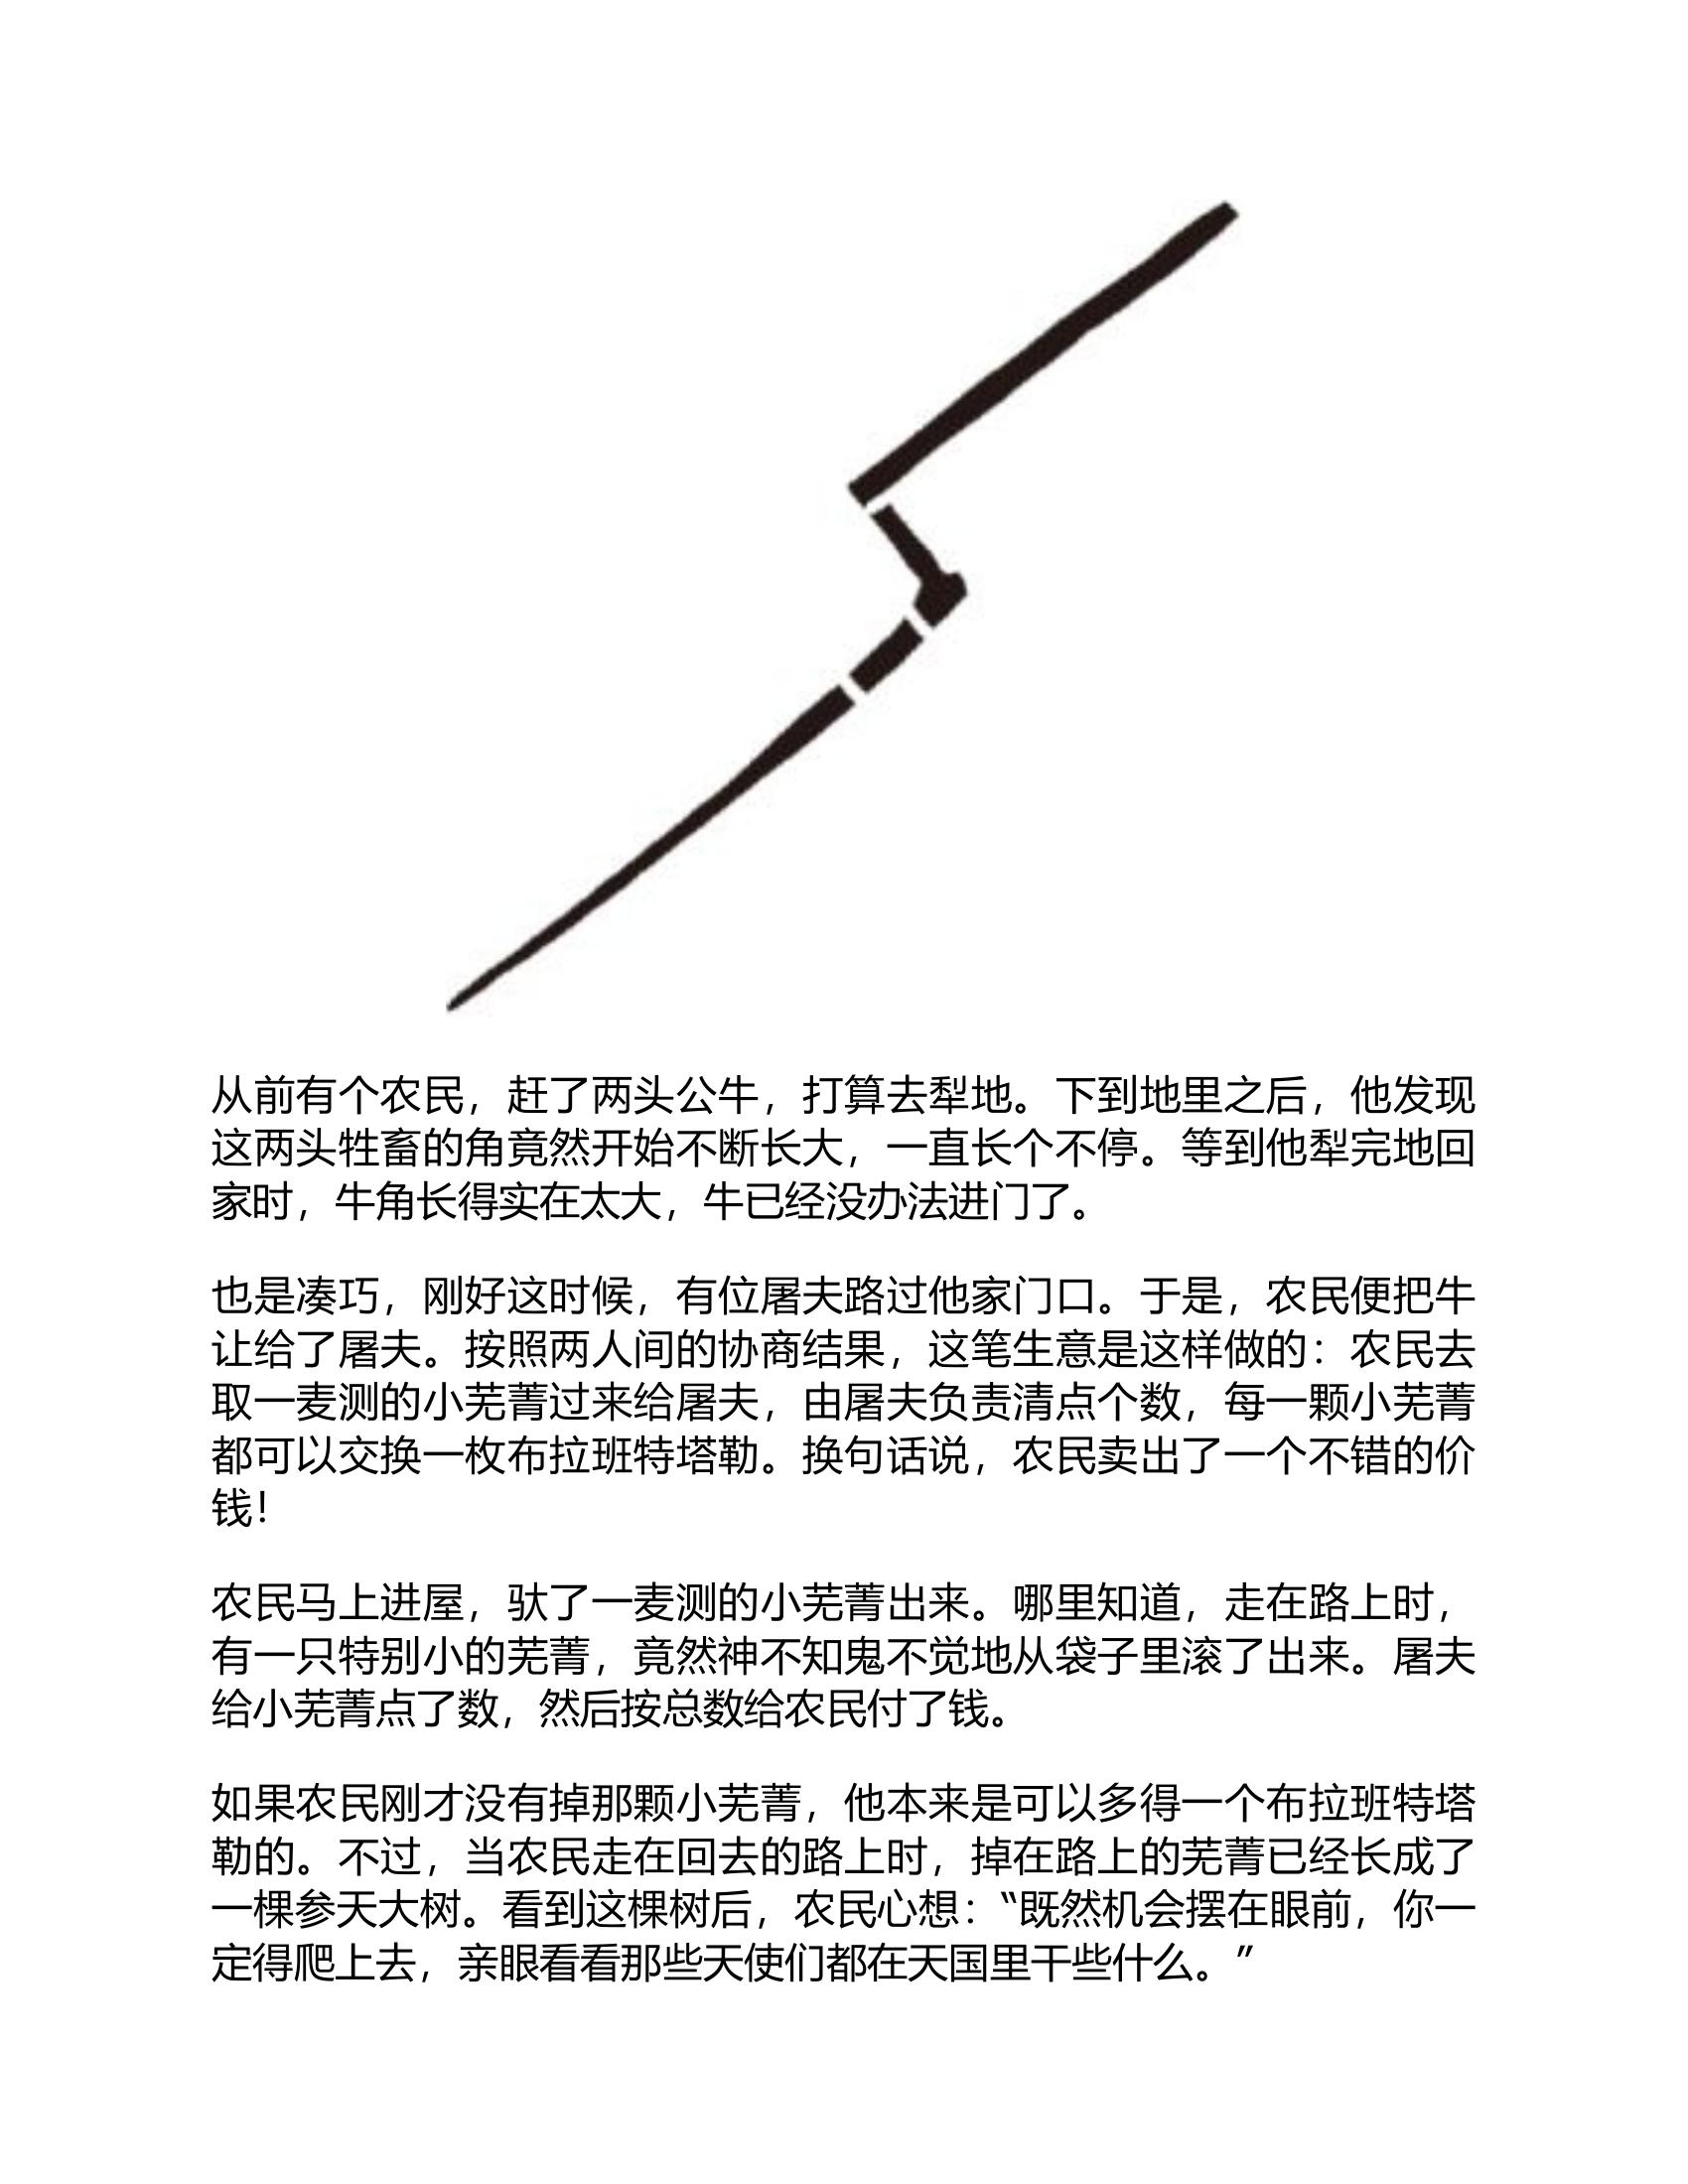 从前有个农民，赶了两头公牛，打算去犁地。下到地里之后，他发现
这两头牲畜的角竟然开始不断长大，一直长个不停。等到他犁完地回
家时，牛角长得实在太大，牛已经没办法进门了。
也是凑巧，刚好这时候，有位屠夫路过他家门口。于是，农民便把牛
让给了屠夫。按照两人间的协商结果，这笔生意是这样做的：农民去
取一麦测的小芜菁过来给屠夫，由屠夫负责清点个数，每一颗小芜菁
都可以交换一枚布拉班特塔勒。换句话说，农民卖出了一个不错的价
钱！
农民马上进屋，驮了一麦测的小芜菁出来。哪里知道，走在路上时，
有一只特别小的芜菁，竟然神不知鬼不觉地从袋子里滚了出来。屠夫
给小芜菁点了数，然后按总数给农民付了钱。
如果农民刚才没有掉那颗小芜菁，他本来是可以多得一个布拉班特塔
勒的。不过，当农民走在回去的路上时，掉在路上的芜菁已经长成了
一棵参天大树。看到这棵树后，农民心想：“既然机会摆在眼前，你一
定得爬上去，亲眼看看那些天使们都在天国里干些什么。”